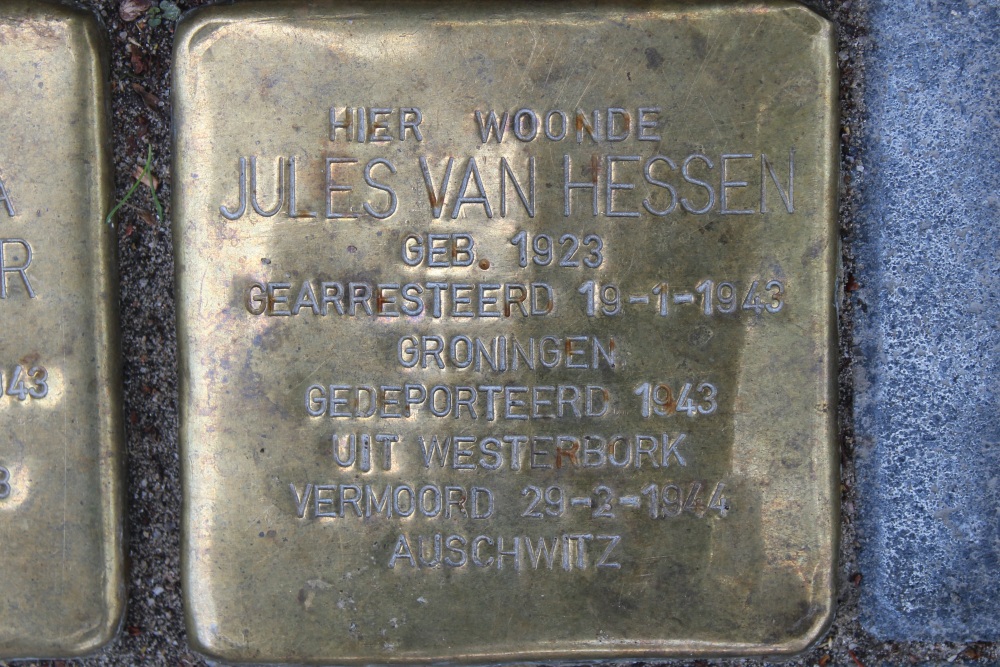 HIER WOONDE
JULES VAN HESSEN
GEB. 1923
GEARRESTEERD 19-1-1943
GRONINGEN
GEDEPORTEERD 1943
UIT WESTERBORK
VERMOORD 29-2-1944
AUSCHWITZ